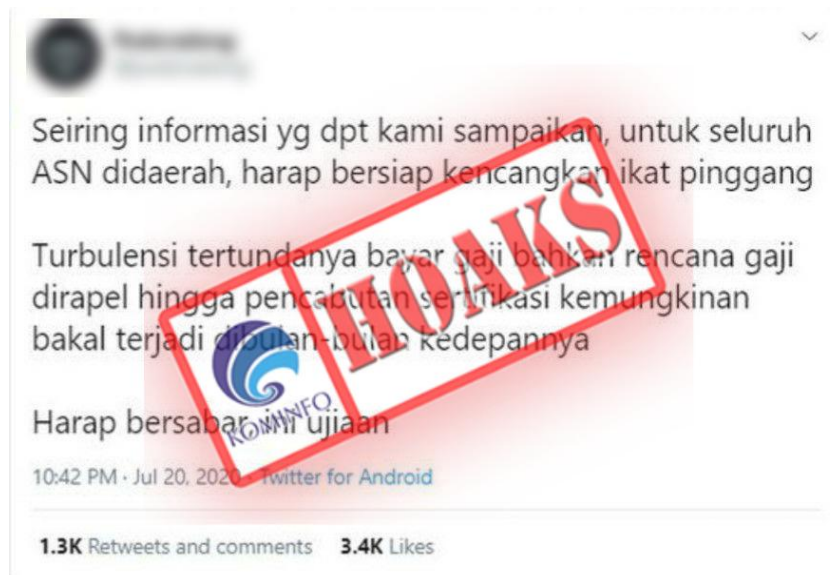 Seiring informasi yg dpt kami sampaikan, untuk seluruh
ASN didaerah, harap bersiap kencangkan ikat pinggang
Turbulensi tertundanya bayar gaji bahkan rencana gaji
dirapel hingga pencabutan sertifikasi kemungkinan
bakal terjadi dibulan-bulan kedepannya
Harap bersabar, ini ujiaan
10:42 PM · Jul 20, 2020 · Twitter for Android
1.3K Retweets and comments 3.4K Likes
HOAKS
KOMINFO